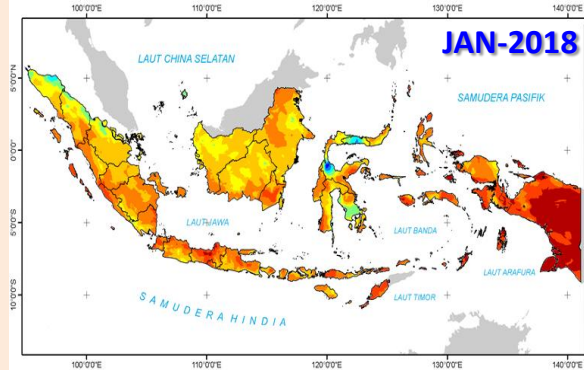 100°0'0"E 110°0'0"E 120°0'0"E 130°0'0"E 140°0'0"E
JAN-2018
LAUT CHINA SELATAN
5°0'0"N
SAMUDERA PASIFIK
0°0'0"
LAUT JAWA
5°0'0"S
LAUT BANDA
LAUT ARAFURA
10°0'0"S
LAUT TIMOR
SAMUDERA HINDIA
100°0'0"E 110°0'0"E 120°0'0"E 130°0'0"E 140°0'0"E